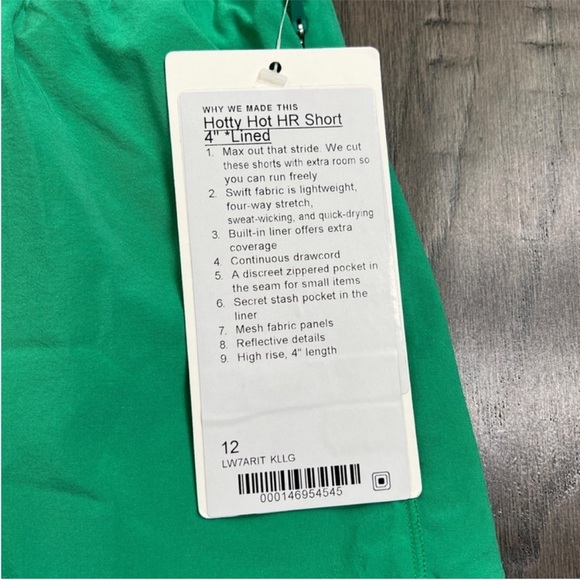 WHY WE MADE THIS
Hotty Hot HR Short
4" *Lined
1. Max out that stride. We cut
these shorts with extra room so
you can run freely
2. Swift fabric is lightweight,
four-way stretch,
sweat-wicking, and quick-drying
3. Built-in liner offers extra
coverage
4. Continuous drawcord
5. A discreet zippered pocket in
the seam for small items
6. Secret stash pocket in the
liner
7. Mesh fabric panels
8. Reflective details
9. High rise, 4" length
12
LW7ARIT KLLG
000146954545